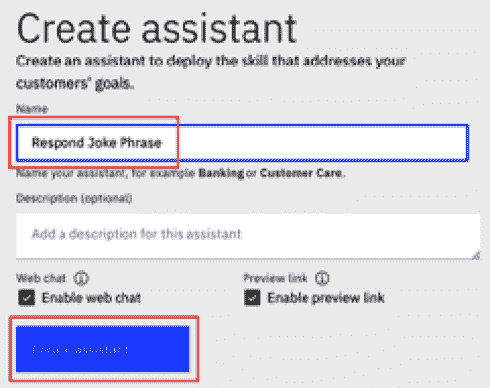 Create assistant
Create an assistant to deploy the skill that addresses your
customers' goals.
Name
Respond Joke Phrase
Name your assistant, for example Banking or Customer Care.
Description (optional)
Add a description for this assistant
Web chat Preview link
Enable web chat Enable preview link
Create assistant